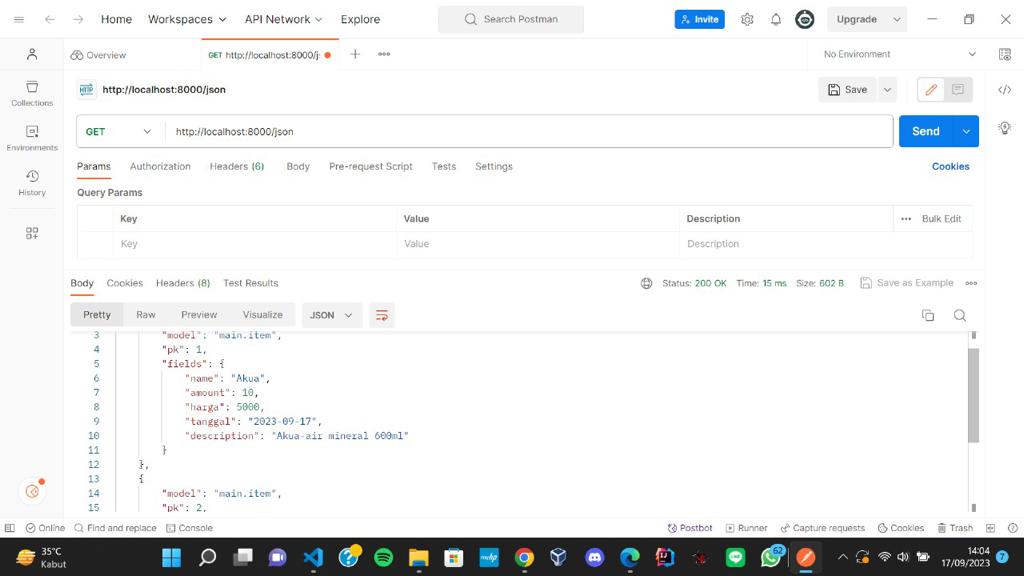 Home Workspaces API Network Explore Search Postman Invite Upgrade
Overview GET http://localhost:8000/j No Environment
HTTP http://localhost:8000/json Save
Collections
GET http://localhost:8000/json Send
Environments
Params Authorization Headers (6) Body Pre-request Script Tests Settings Cookies
History
Query Params
Key Value Description Bulk Edit
Key Value Description
Body Cookies Headers (8) Test Results Status: 200 OK Time: 15 ms Size: 602 B Save as Example
Pretty Raw Preview Visualize JSON
3 "model": "main.item",
4 "pk": 1,
5 "fields": {
6 "name": "Akua",
7 "amount": 10,
8 "harga": 5000,
9 "tanggal": "2023-09-17",
10 "description": "Akua-air mineral 600ml"
11 }
12 },
13 {
14 "model": "main.item",
15 "pk": 2,
Online Find and replace Console Postbot Runner Capture requests Cookies Trash
35°C
Kabut
62
14:04
17/09/2023
7